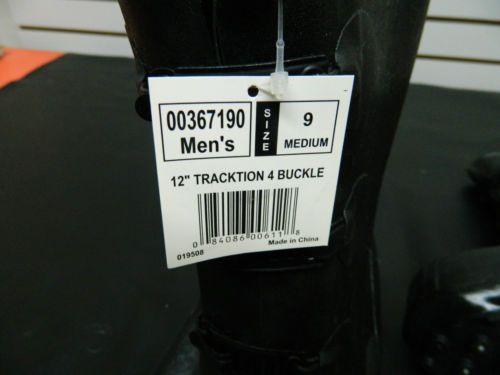 00367190
Men's
SIZE
9
MEDIUM
12" TRACKTION 4 BUCKLE
0 84086 00611 8
Made in China
019508